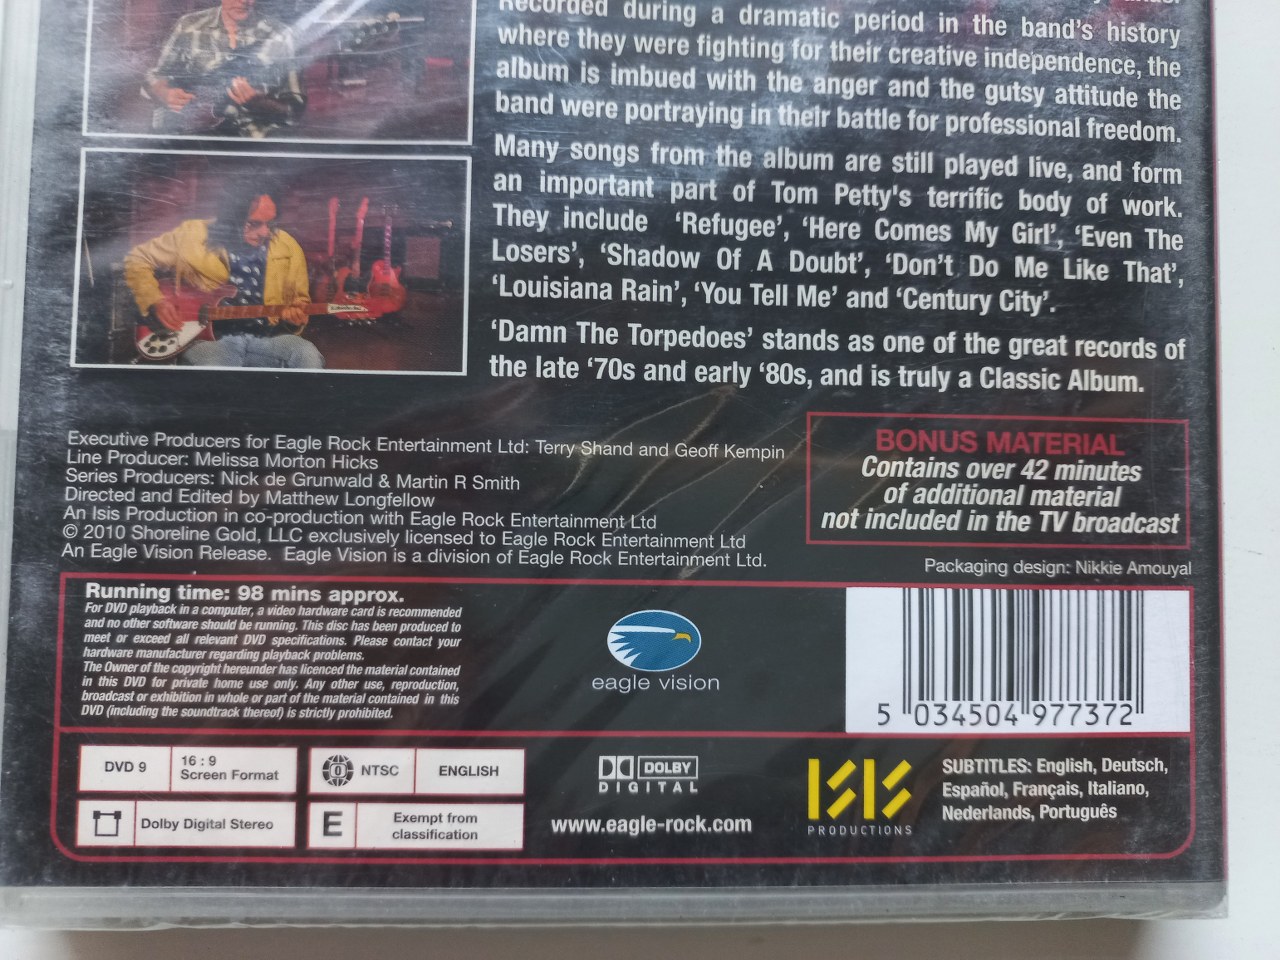 Recorded during a dramatic period in the band's history
where they were fighting for their creative independence, the
album is imbued with the anger and the gutsy attitude the
band were portraying in their battle for professional freedom.
Many songs from the album are still played live, and form
an important part of Tom Petty's terrific body of work.
They include ‘Refugee’, ‘Here Comes My Girl’, ‘Even The
Losers’, ‘Shadow Of A Doubt’, ‘Don't Do Me Like That’,
‘Louisiana Rain’, ‘You Tell Me’ and ‘Century City’.
‘Damn The Torpedoes’ stands as one of the great records of
the late ‘70s and early ‘80s, and is truly a Classic Album.
Executive Producers for Eagle Rock Entertainment Ltd: Terry Shand and Geoff Kempin
Line Producer: Melissa Morton Hicks
Series Producers: Nick de Grunwald & Martin R Smith
Directed and Edited by Matthew Longfellow
An Isis Production in co-production with Eagle Rock Entertainment Ltd
© 2010 Shoreline Gold, LLC exclusively licensed to Eagle Rock Entertainment Ltd
An Eagle Vision Release. Eagle Vision is a division of Eagle Rock Entertainment Ltd.
BONUS MATERIAL
Contains over 42 minutes
of additional material
not included in the TV broadcast
Packaging design: Nikkie Amouyal
Running time: 98 mins approx.
For DVD playback in a computer, a video hardware card is recommended
and no other software should be running. This disc has been produced to
meet or exceed all relevant DVD specifications. Please contact your
hardware manufacturer regarding playback problems.
The Owner of the copyright hereunder has licenced the material contained
in this DVD for private home use only. Any other use, reproduction,
broadcast or exhibition in whole or part of the material contained in this
DVD (including the soundtrack thereof) is strictly prohibited.
eagle vision
5 034504 977372
DVD 9
16 : 9
Screen Format
0
NTSC
ENGLISH
Dolby Digital Stereo
E
Exempt from
classification
DOLBY
DIGITAL
www.eagle-rock.com
ISIS
PRODUCTIONS
SUBTITLES: English, Deutsch,
Español, Français, Italiano,
Nederlands, Português